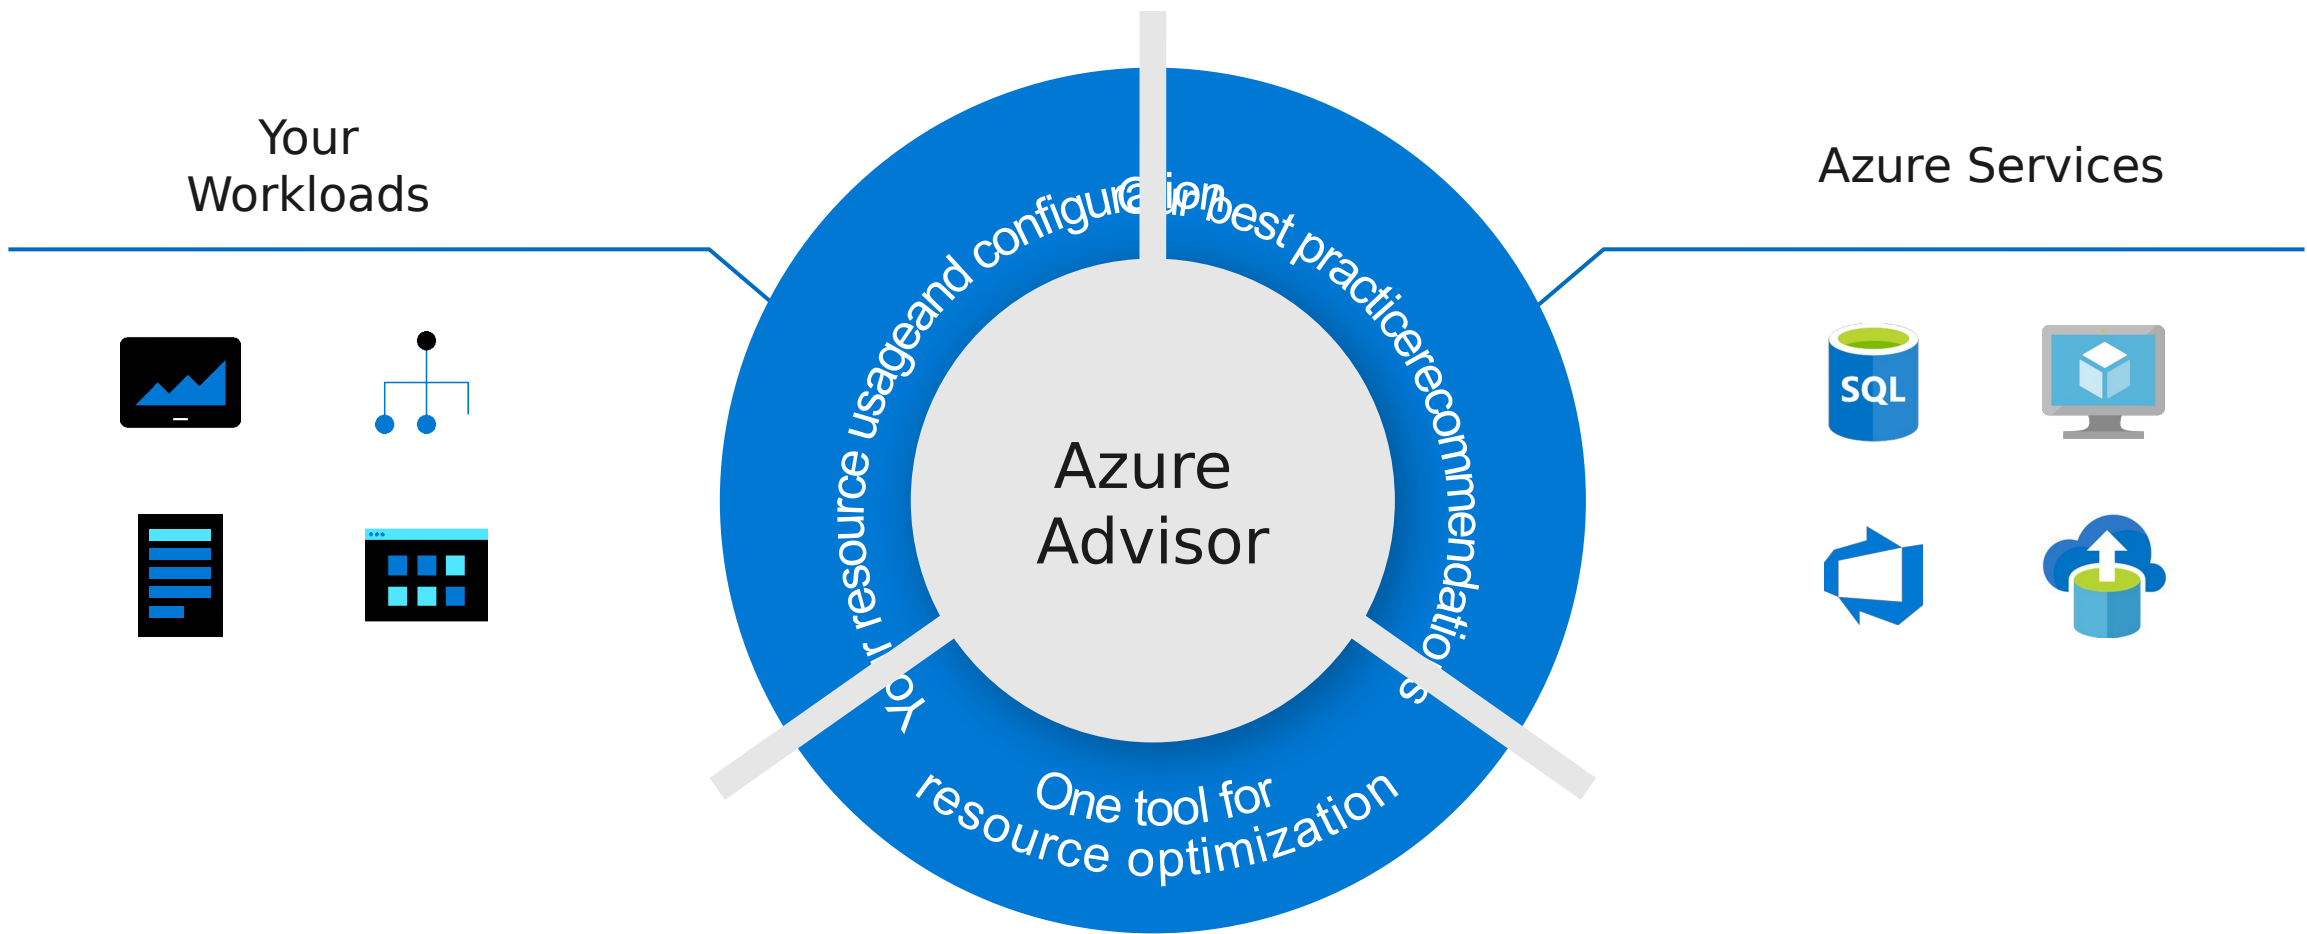 Your
Workloads
Azure Services
Your resource usage and configuration
Our best practice recommendations
Azure
Advisor
One tool for
resource optimization
SQL